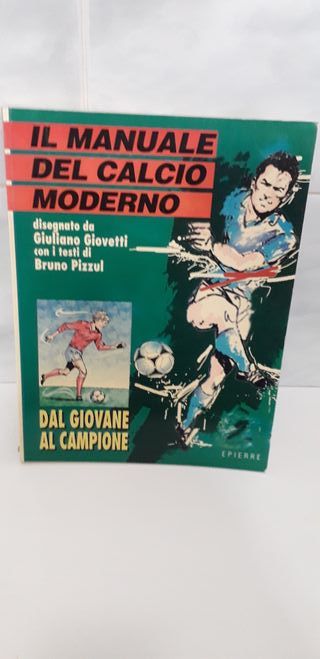 IL MANUALE
DEL CALCIO
MODERNO
disegnato da
Giuliano Giovetti
con i testi di
Bruno Pizzul
DAL GIOVANE
AL CAMPIONE
EPIERRE